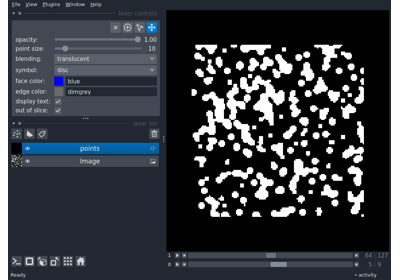 File View Plugins Window Help
layer controls
opacity: 1.00
point size: 10
blending: translucent
symbol: disc
face color: blue
edge color: dimgrey
display text:
out of slice:
layer list
points
Image
1 64 127
0 5 9
Ready activity